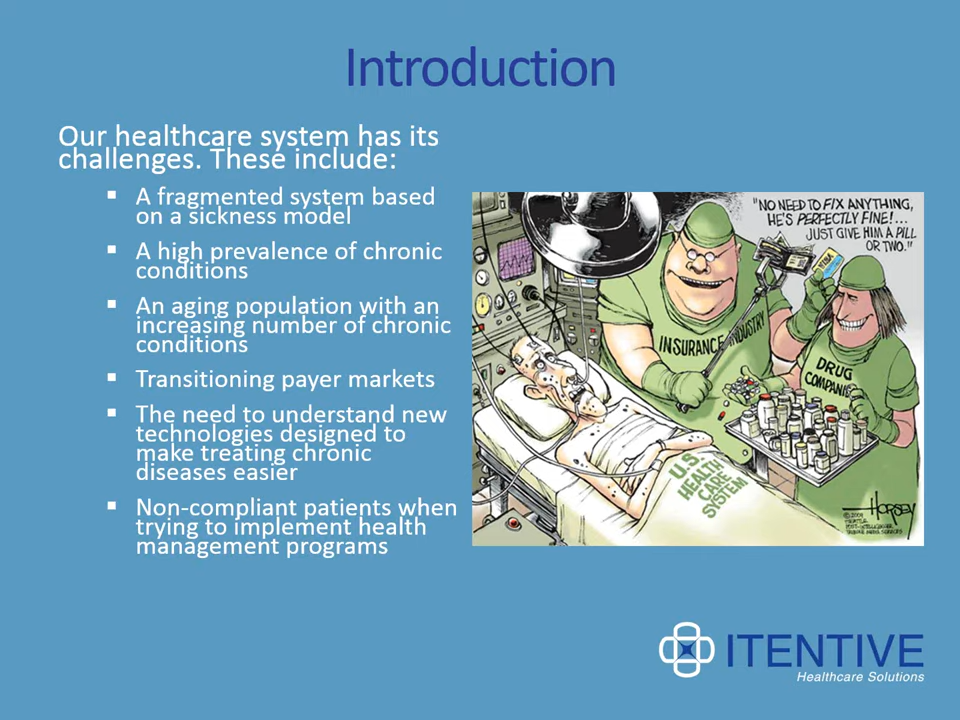 Introduction
Our healthcare system has its
challenges. These include:
▪ A fragmented system based
on a sickness model
▪ A high prevalence of chronic
conditions
▪ An aging population with an
increasing number of chronic
conditions
▪ Transitioning payer markets
▪ The need to understand new
technologies designed to
make treating chronic
diseases easier
▪ Non-compliant patients when
trying to implement health
management programs
"NO NEED TO FIX ANYTHING,
HE'S PERFECTLY FINE!...
JUST GIVE HIM A PILL
OR TWO."
INSURANCE INDUSTRY
DRUG
COMPANIES
U.S.
HEALTH
CARE
SYSTEM
HORSEY
©2009
SEATTLE
POST-INTELLIGENCER
ITENTIVE
Healthcare Solutions